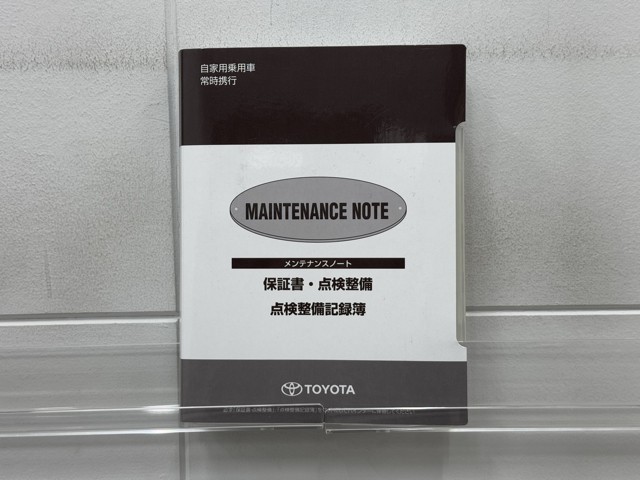 自家用乗用車
常時携行
MAINTENANCE NOTE
メンテナンスノート
保証書・点検整備
点検整備記録簿
TOYOTA